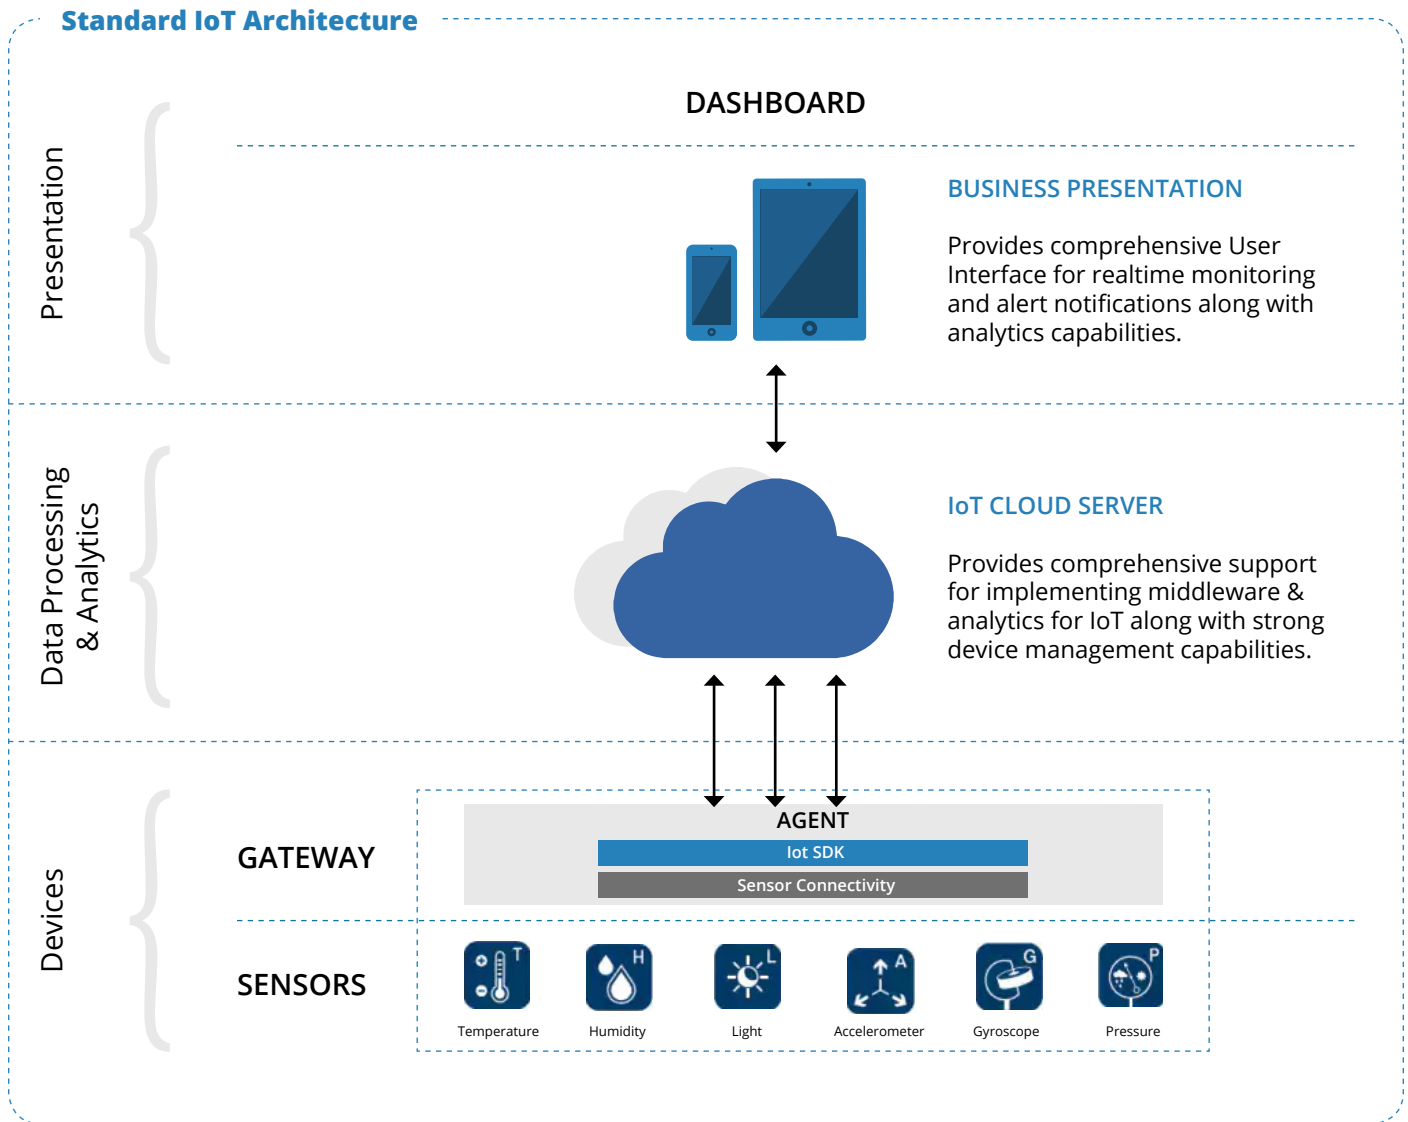 Standard IoT Architecture
DASHBOARD
Presentation
BUSINESS PRESENTATION
Provides comprehensive User
Interface for realtime monitoring
and alert notifications along with
analytics capabilities.
Data Processing
& Analytics
IoT CLOUD SERVER
Provides comprehensive support
for implementing middleware &
analytics for IoT along with strong
device management capabilities.
Devices
GATEWAY
AGENT
Iot SDK
Sensor Connectivity
SENSORS
T
H
L
A
G
P
Temperature
Humidity
Light
Accelerometer
Gyroscope
Pressure